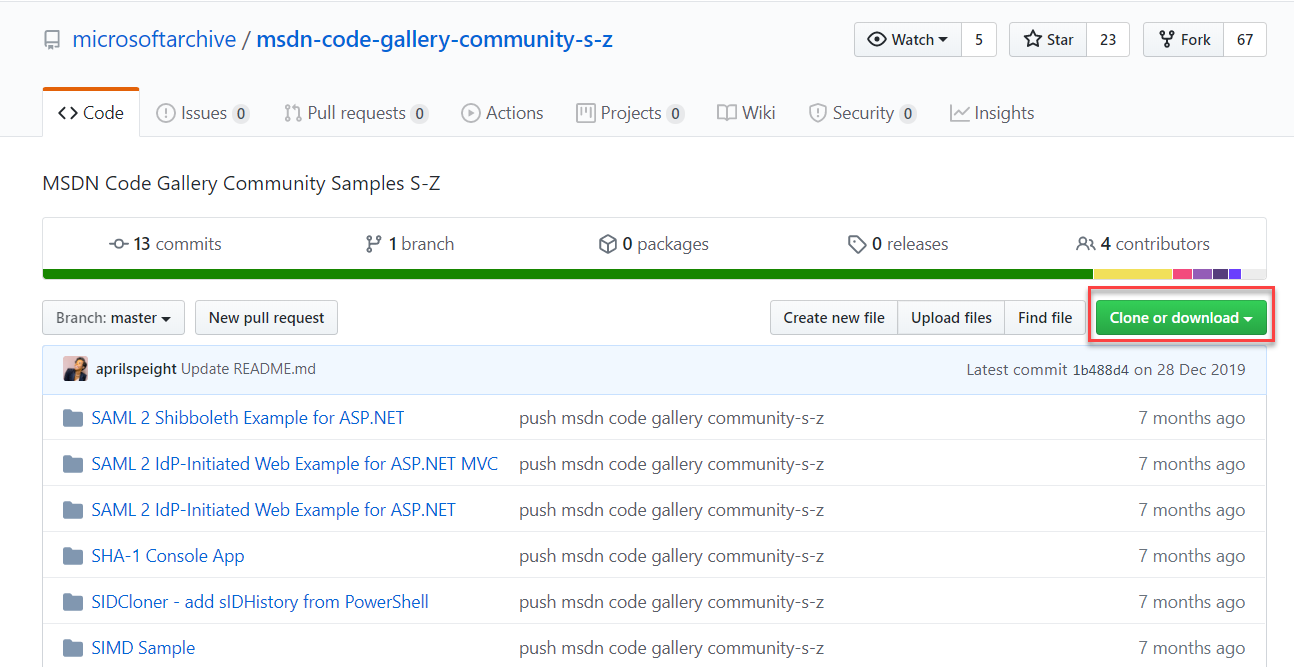 microsoftarchive / msdn-code-gallery-community-s-z Watch 5 Star 23 Fork 67
Code Issues 0 Pull requests 0 Actions Projects 0 Wiki Security 0 Insights
MSDN Code Gallery Community Samples S-Z
13 commits 1 branch 0 packages 0 releases 4 contributors
Branch: master New pull request Create new file Upload files Find file Clone or download
aprilspeight Update README.md Latest commit 1b488d4 on 28 Dec 2019
SAML 2 Shibboleth Example for ASP.NET push msdn code gallery community-s-z 7 months ago
SAML 2 IdP-Initiated Web Example for ASP.NET MVC push msdn code gallery community-s-z 7 months ago
SAML 2 IdP-Initiated Web Example for ASP.NET push msdn code gallery community-s-z 7 months ago
SHA-1 Console App push msdn code gallery community-s-z 7 months ago
SIDCloner - add sIDHistory from PowerShell push msdn code gallery community-s-z 7 months ago
SIMD Sample push msdn code gallery community-s-z 7 months ago